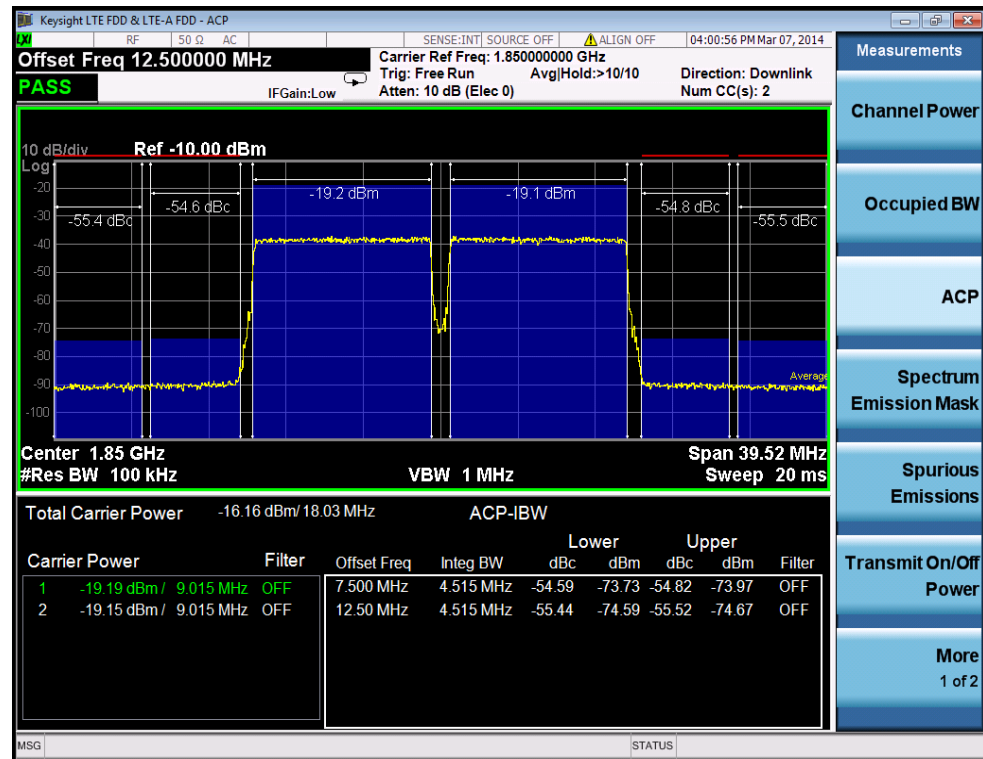 Keysight LTE FDD & LTE-A FDD - ACP
LXI RF 50 Ω AC SENSE:INT SOURCE OFF ALIGN OFF 04:00:56 PM Mar 07, 2014
Offset Freq 12.500000 MHz
Carrier Ref Freq: 1.850000000 GHz
Trig: Free Run Avg|Hold:>10/10 Direction: Downlink
PASS IFGain:Low Atten: 10 dB (Elec 0) Num CC(s): 2
10 dB/div Ref -10.00 dBm
Log
-20
-30
-40
-50
-60
-70
-80
-90
-100
-55.4 dBc
-54.6 dBc
-19.2 dBm
-19.1 dBm
-54.8 dBc
-55.5 dBc
Average
Center 1.85 GHz Span 39.52 MHz
#Res BW 100 kHz VBW 1 MHz Sweep 20 ms
Total Carrier Power -16.16 dBm/ 18.03 MHz ACP-IBW
Lower Upper
Carrier Power Filter Offset Freq Integ BW dBc dBm dBc dBm Filter
1 -19.19 dBm / 9.015 MHz OFF 7.500 MHz 4.515 MHz -54.59 -73.73 -54.82 -73.97 OFF
2 -19.15 dBm / 9.015 MHz OFF 12.50 MHz 4.515 MHz -55.44 -74.59 -55.52 -74.67 OFF
MSG STATUS
Measurements
Channel Power
Occupied BW
ACP
Spectrum
Emission Mask
Spurious
Emissions
Transmit On/Off
Power
More
1 of 2